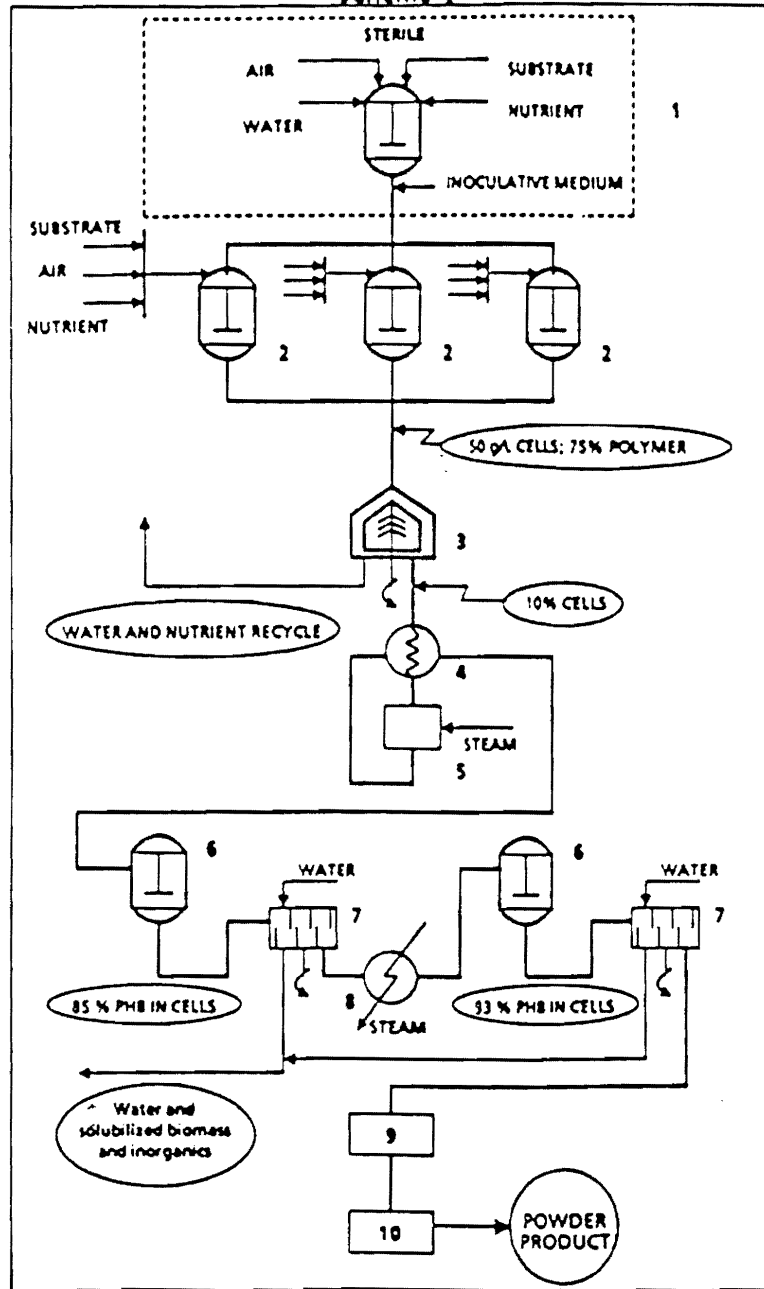 STERILE
AIR
SUBSTRATE
WATER
NUTRIENT
1
INOCULATIVE MEDIUM
SUBSTRATE
AIR
NUTRIENT
2
2
2
50 g/L CELLS; 75% POLYMER
3
10% CELLS
WATER AND NUTRIENT RECYCLE
4
STEAM
5
6
WATER
7
6
WATER
7
85 % PHB IN CELLS
8
STEAM
93 % PHB IN CELLS
Water and
solubilized biomass
and inorganics
9
10
POWDER
PRODUCT